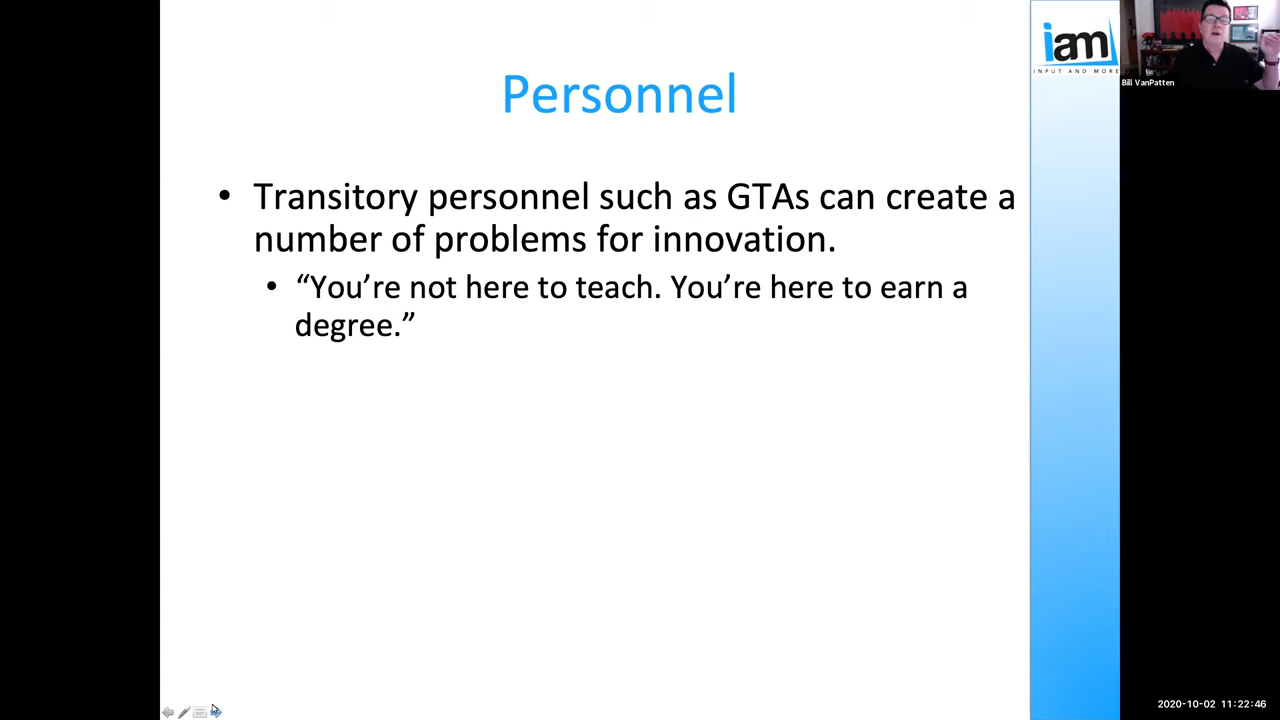 Personnel
• Transitory personnel such as GTAs can create a
number of problems for innovation.
• “You’re not here to teach. You’re here to earn a
degree.”
iam
INPUT AND MORE
Bill VanPatten
2020-10-02 11:22:46